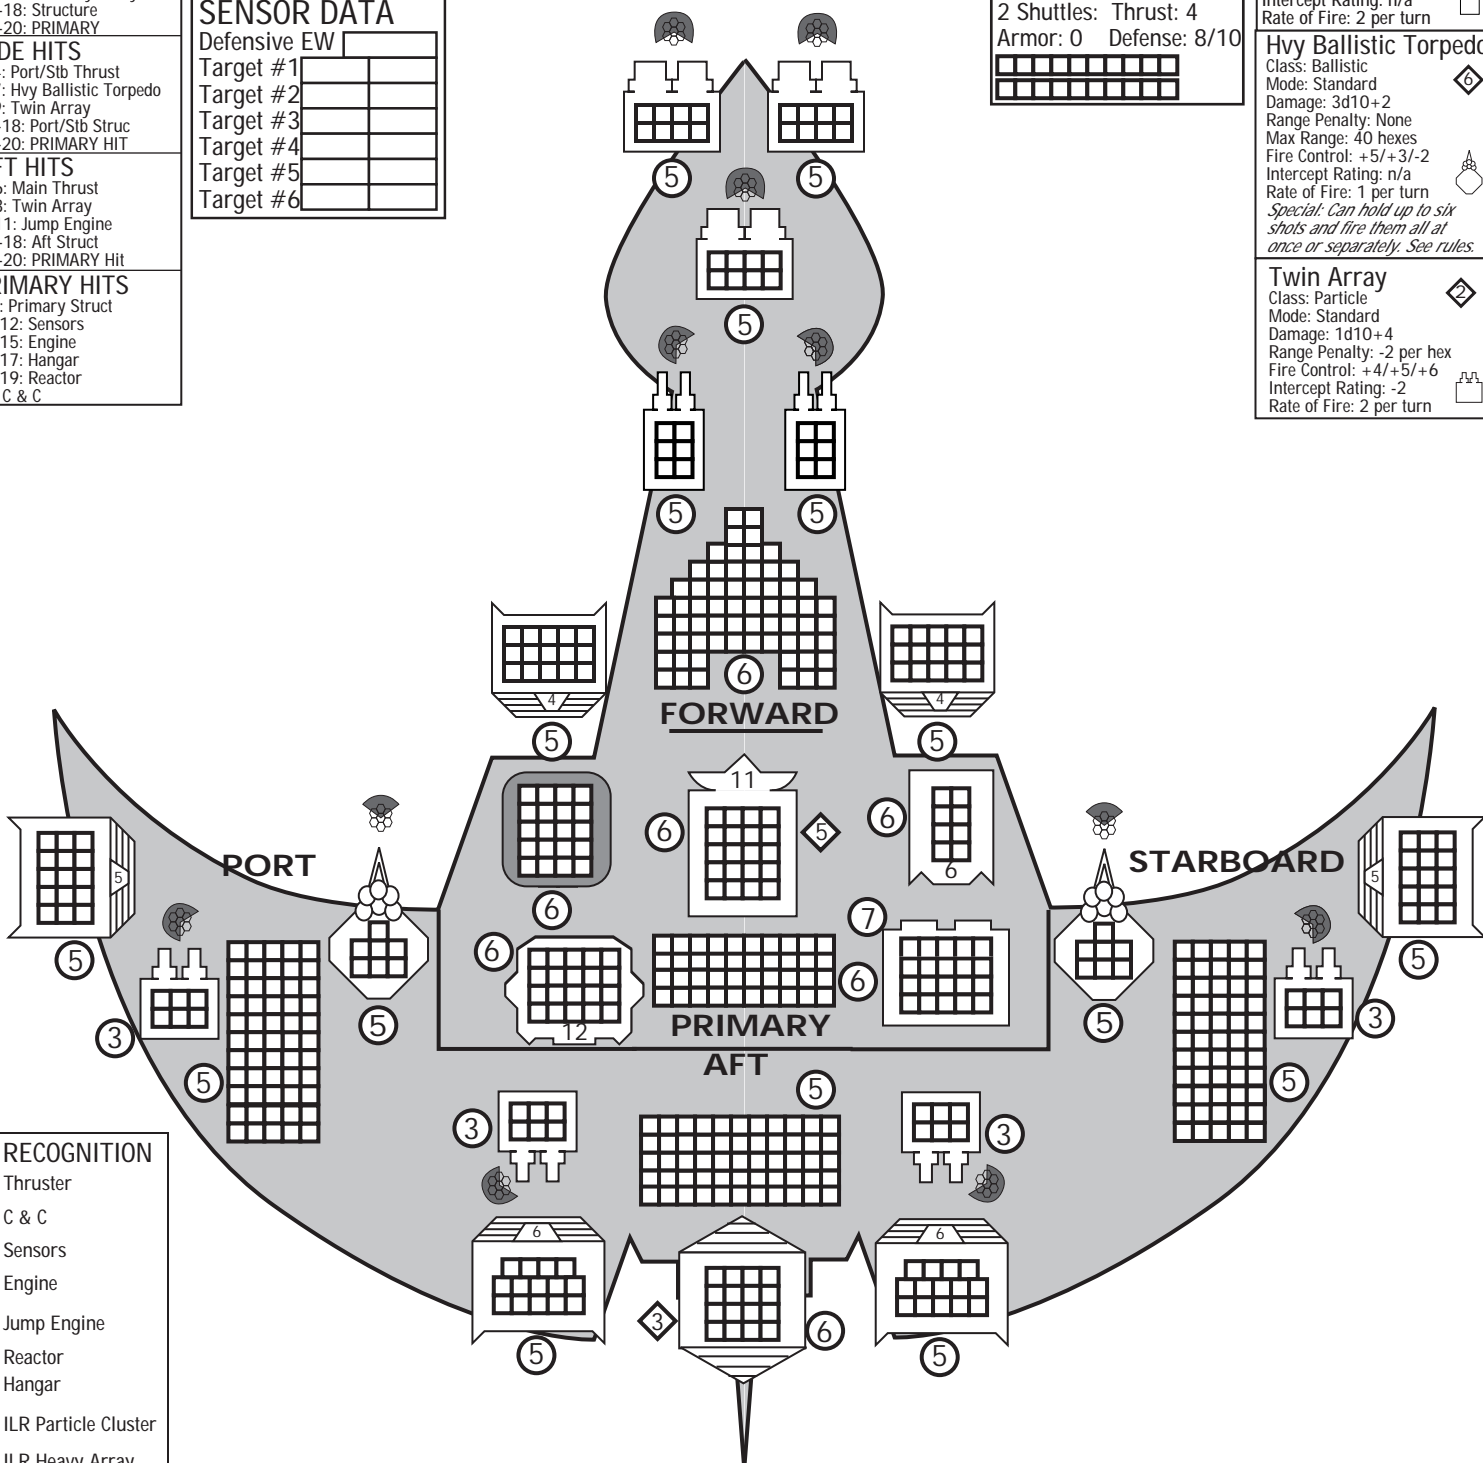 -18: Structure
-20: PRIMARY
DE HITS
: Port/Stb Thrust
: Hvy Ballistic Torpedo
: Twin Array
-18: Port/Stb Struc
-20: PRIMARY HIT
FT HITS
: Main Thrust
: Twin Array
1: Jump Engine
-18: Aft Struct
-20: PRIMARY Hit
RIMARY HITS
: Primary Struct
12: Sensors
15: Engine
17: Hangar
19: Reactor
C & C
SENSOR DATA
Defensive EW
Target #1
Target #2
Target #3
Target #4
Target #5
Target #6
2 Shuttles: Thrust: 4
Armor: 0 Defense: 8/10
Intercept Rating: n/a
Rate of Fire: 2 per turn
Hvy Ballistic Torpedo
Class: Ballistic
Mode: Standard
6
Damage: 3d10+2
Range Penalty: None
Max Range: 40 hexes
Fire Control: +5/+3/-2
Intercept Rating: n/a
Rate of Fire: 1 per turn
Special: Can hold up to six
shots and fire them all at
once or separately. See rules.
Twin Array
Class: Particle
2
Mode: Standard
Damage: 1d10+4
Range Penalty: -2 per hex
Fire Control: +4/+5/+6
Intercept Rating: -2
Rate of Fire: 2 per turn
5 5
5
5 5
6
FORWARD
4 4
5 5
11
6 5 6
6
PORT
STARBOARD
5 5
6 7
6 6
5 5
12
PRIMARY
3 5 5 3
AFT
5 5 5
3 3
6 6
3 6
5 5
RECOGNITION
Thruster
C & C
Sensors
Engine
Jump Engine
Reactor
Hangar
ILR Particle Cluster
ILR Heavy Array